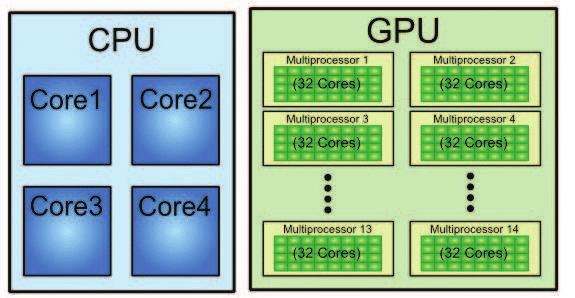 CPU
Core1 Core2
Core3 Core4
GPU
Multiprocessor 1
(32 Cores)
Multiprocessor 2
(32 Cores)
Multiprocessor 3
(32 Cores)
Multiprocessor 4
(32 Cores)
Multiprocessor 13
(32 Cores)
Multiprocessor 14
(32 Cores)